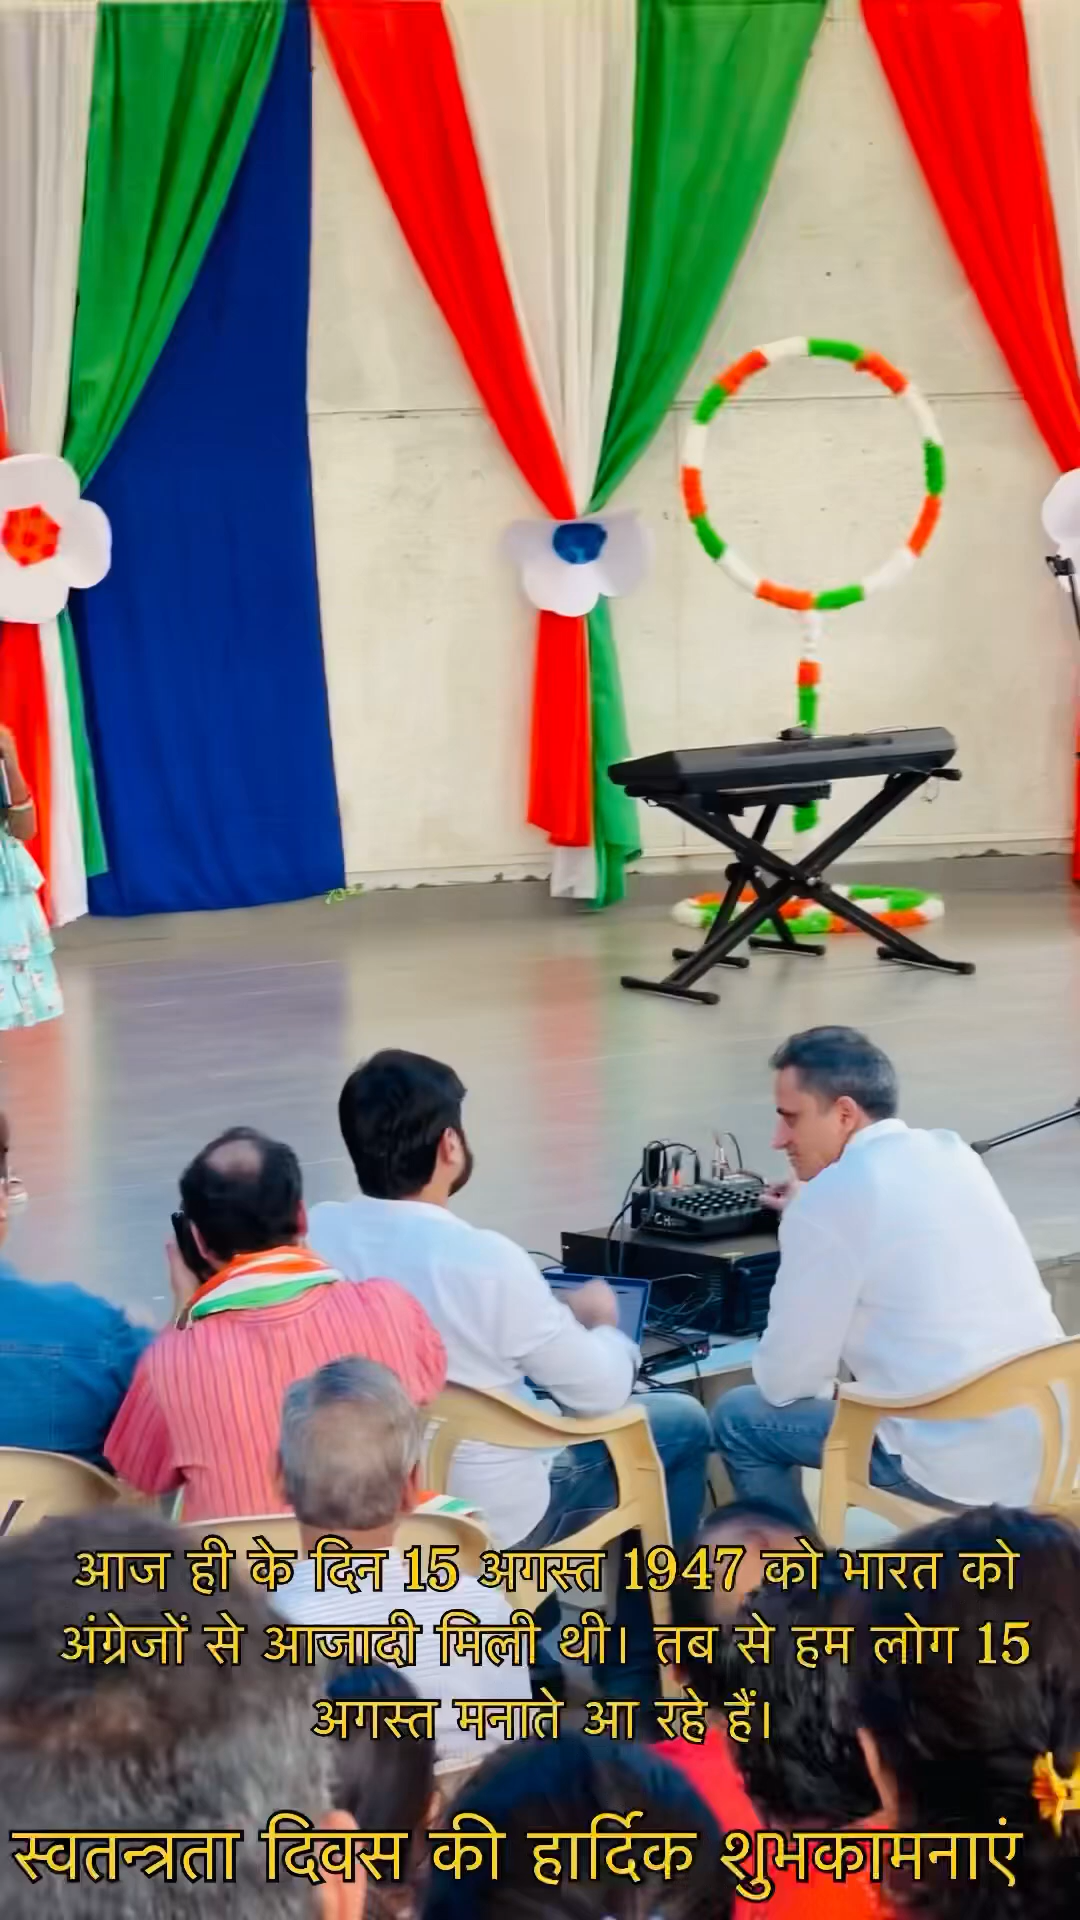 आज ही के दिन 15 अगस्त 1947 को भारत को
अंग्रेजों से आजादी मिली थी। तब से हम लोग 15
अगस्त मनाते आ रहे हैं।
स्वतन्त्रता दिवस की हार्दिक शुभकामनाएं